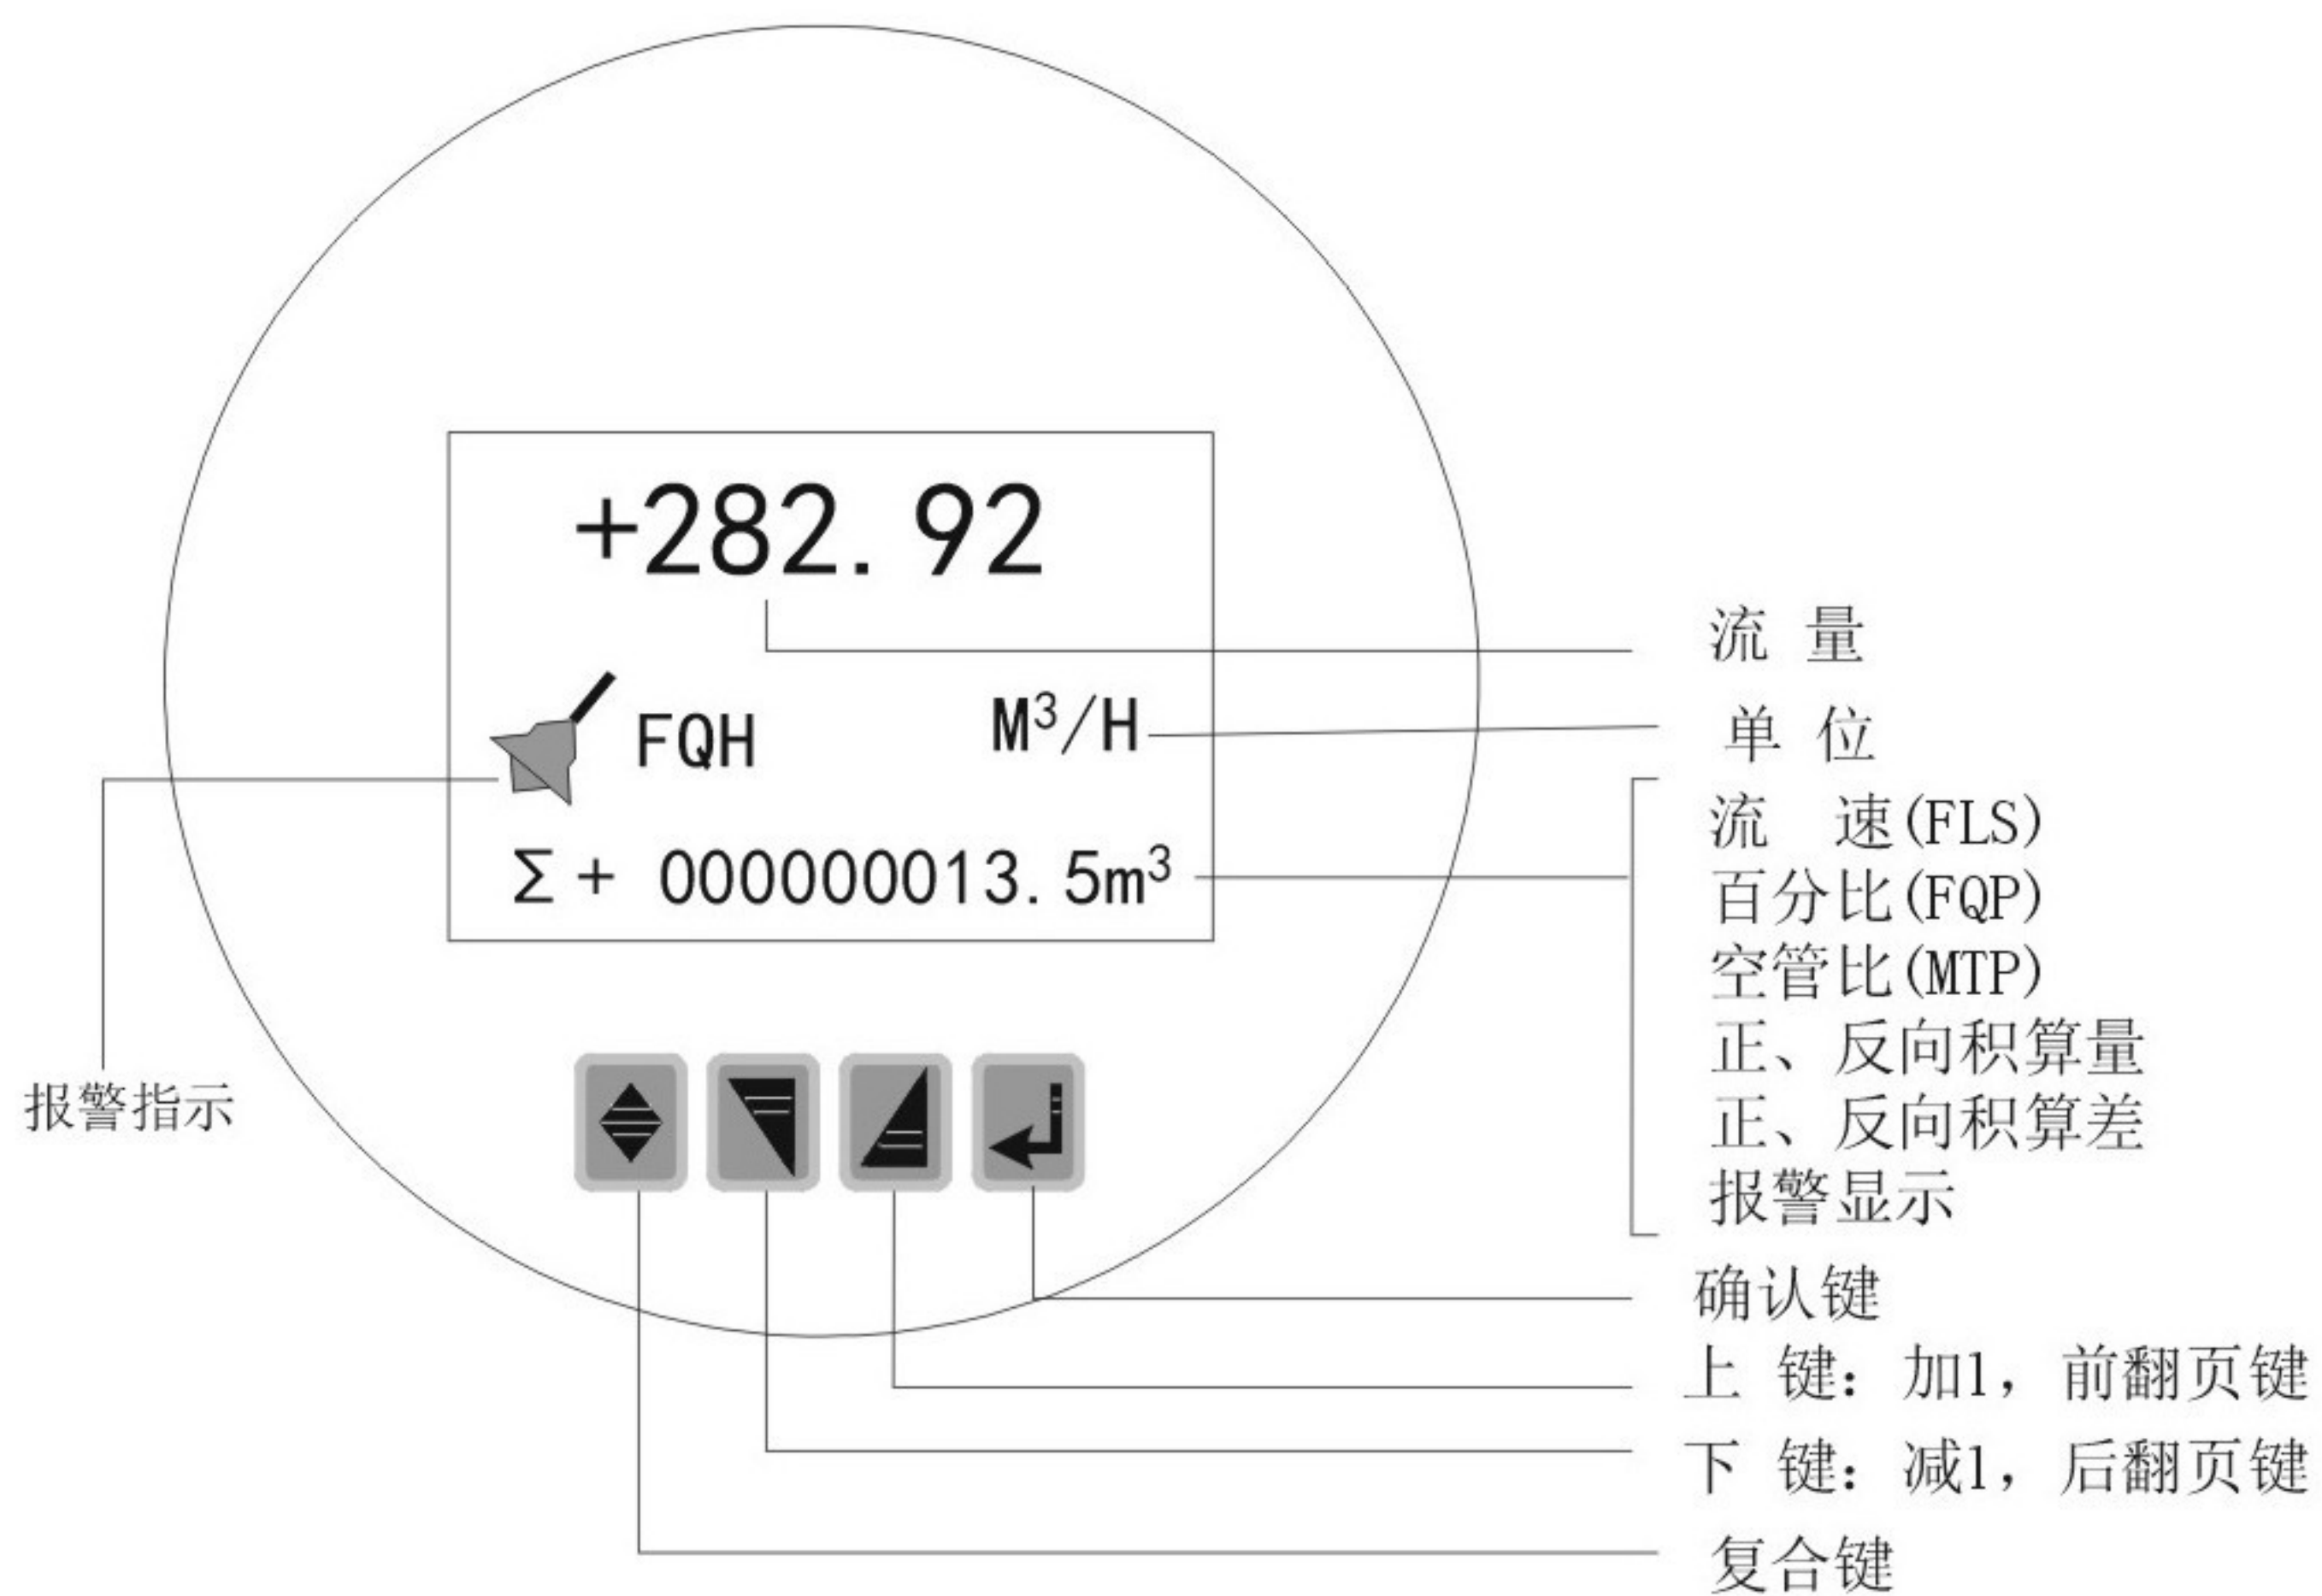 +282.92
FQH M³/H
Σ+ 000000013.5m³
流 量
单 位
流 速(FLS)
百分比(FQP)
空管比(MTP)
正、反向积算量
正、反向积算差
报警显示
报警指示
确认键
上 键：加1，前翻页键
下 键：减1，后翻页键
复合键